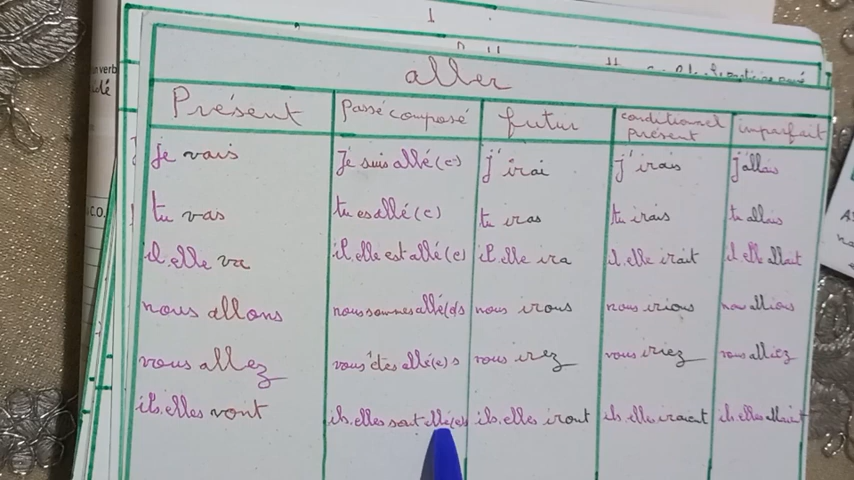 1
aller
Présent Passé composé futur conditionnel présent imparfait
je vais Je suis allé(e) j'irai j'irais j'allais
tu vas tu es allé(e) tu iras tu irais tu allais
il.elle va il.elle est allé(e) il.elle ira il.elle irait il.elle allait
nous allons nous sommes allé(e)s nous irons nous irions nous allions
vous allez vous êtes allé(e)s vous irez vous iriez vous alliez
ils.elles vont ils.elles sont allé(e)s ils.elles iront ils.elles iraient ils.elles allaient
verb
C.O.